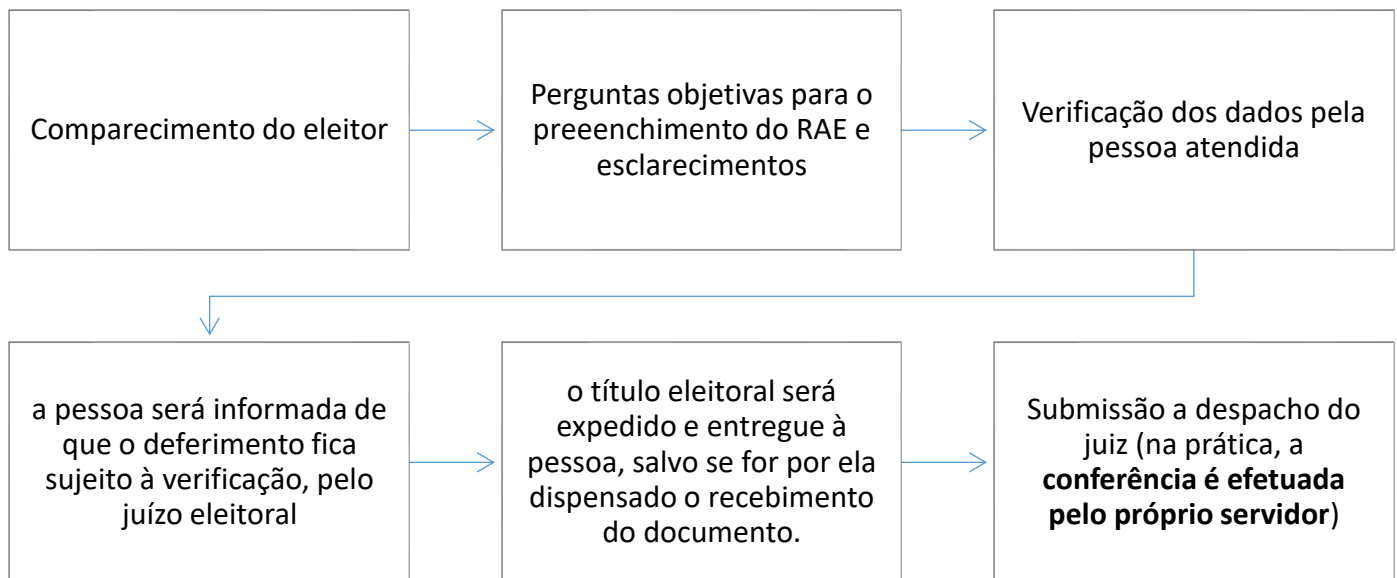 Comparecimento do eleitor
Perguntas objetivas para o
preeenchimento do RAE e
esclarecimentos
Verificação dos dados pela
pessoa atendida
a pessoa será informada de
que o deferimento fica
sujeito à verificação, pelo
juízo eleitoral
o título eleitoral será
expedido e entregue à
pessoa, salvo se for por ela
dispensado o recebimento
do documento.
Submissão a despacho do
juiz (na prática, a
conferência é efetuada
pelo próprio servidor)